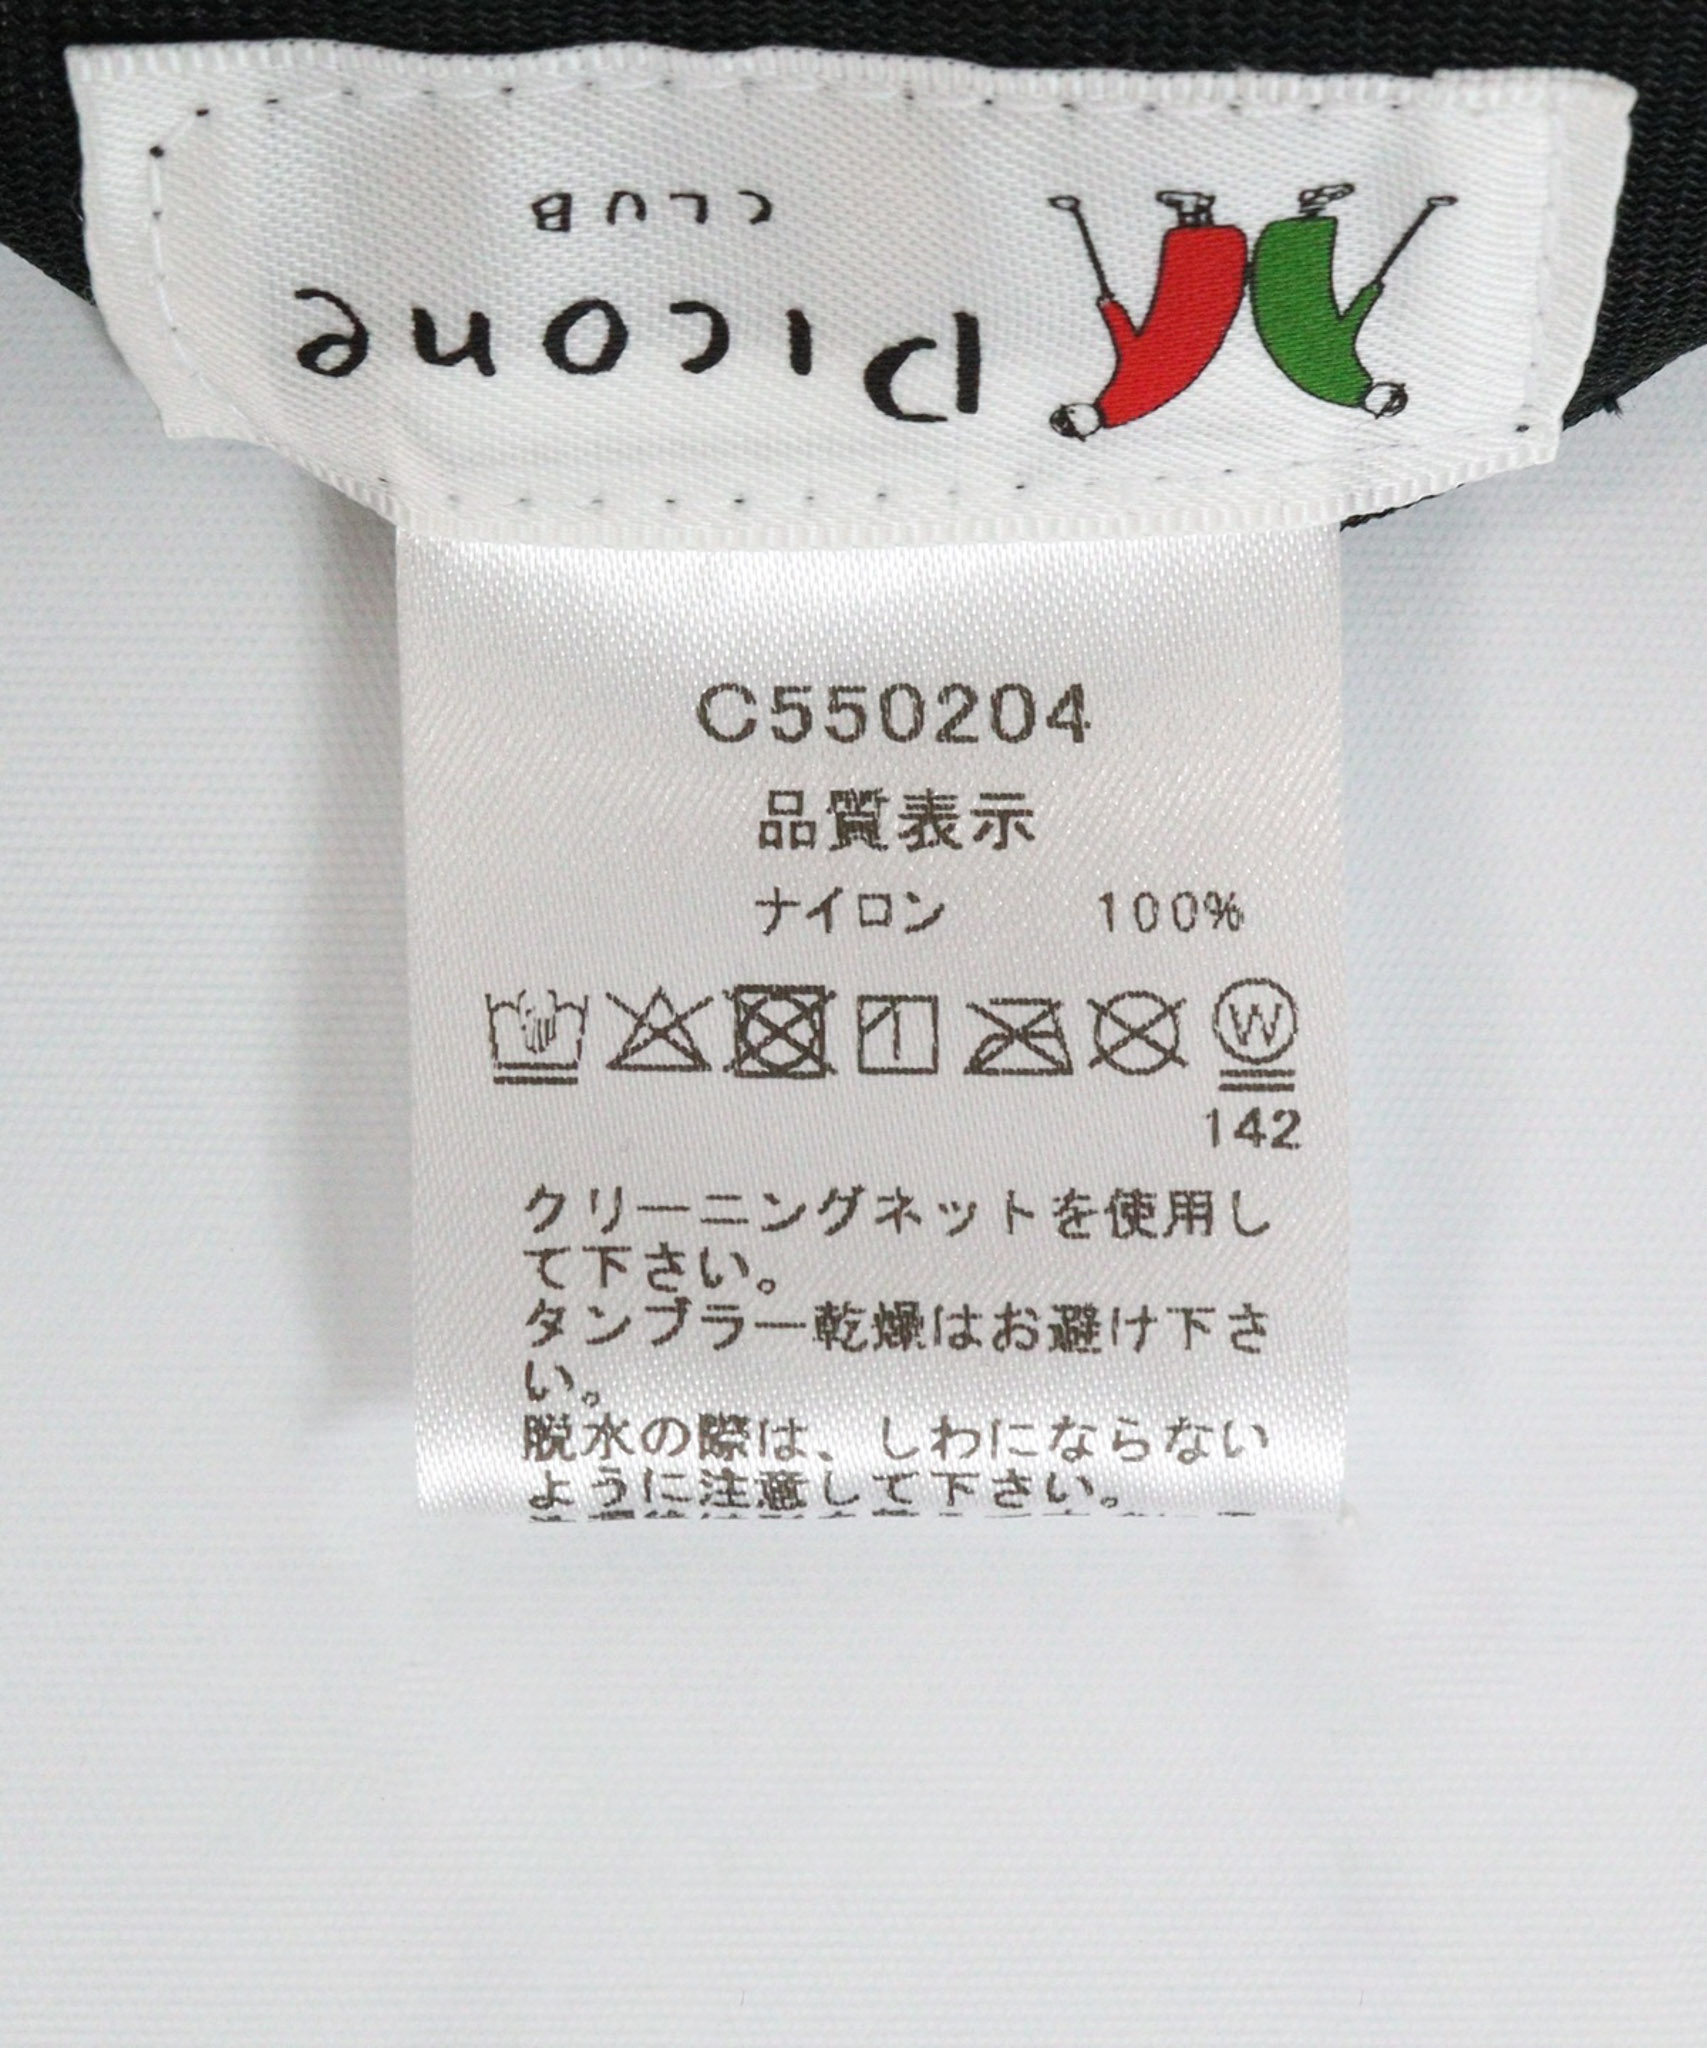 Picone
CLUB
C550204
品質表示
ナイロン 100%
W
142
クリーニングネットを使用し
て下さい。
タンブラー乾燥はお避け下さ
い。
脱水の際は、しわにならない
ように注意して下さい。